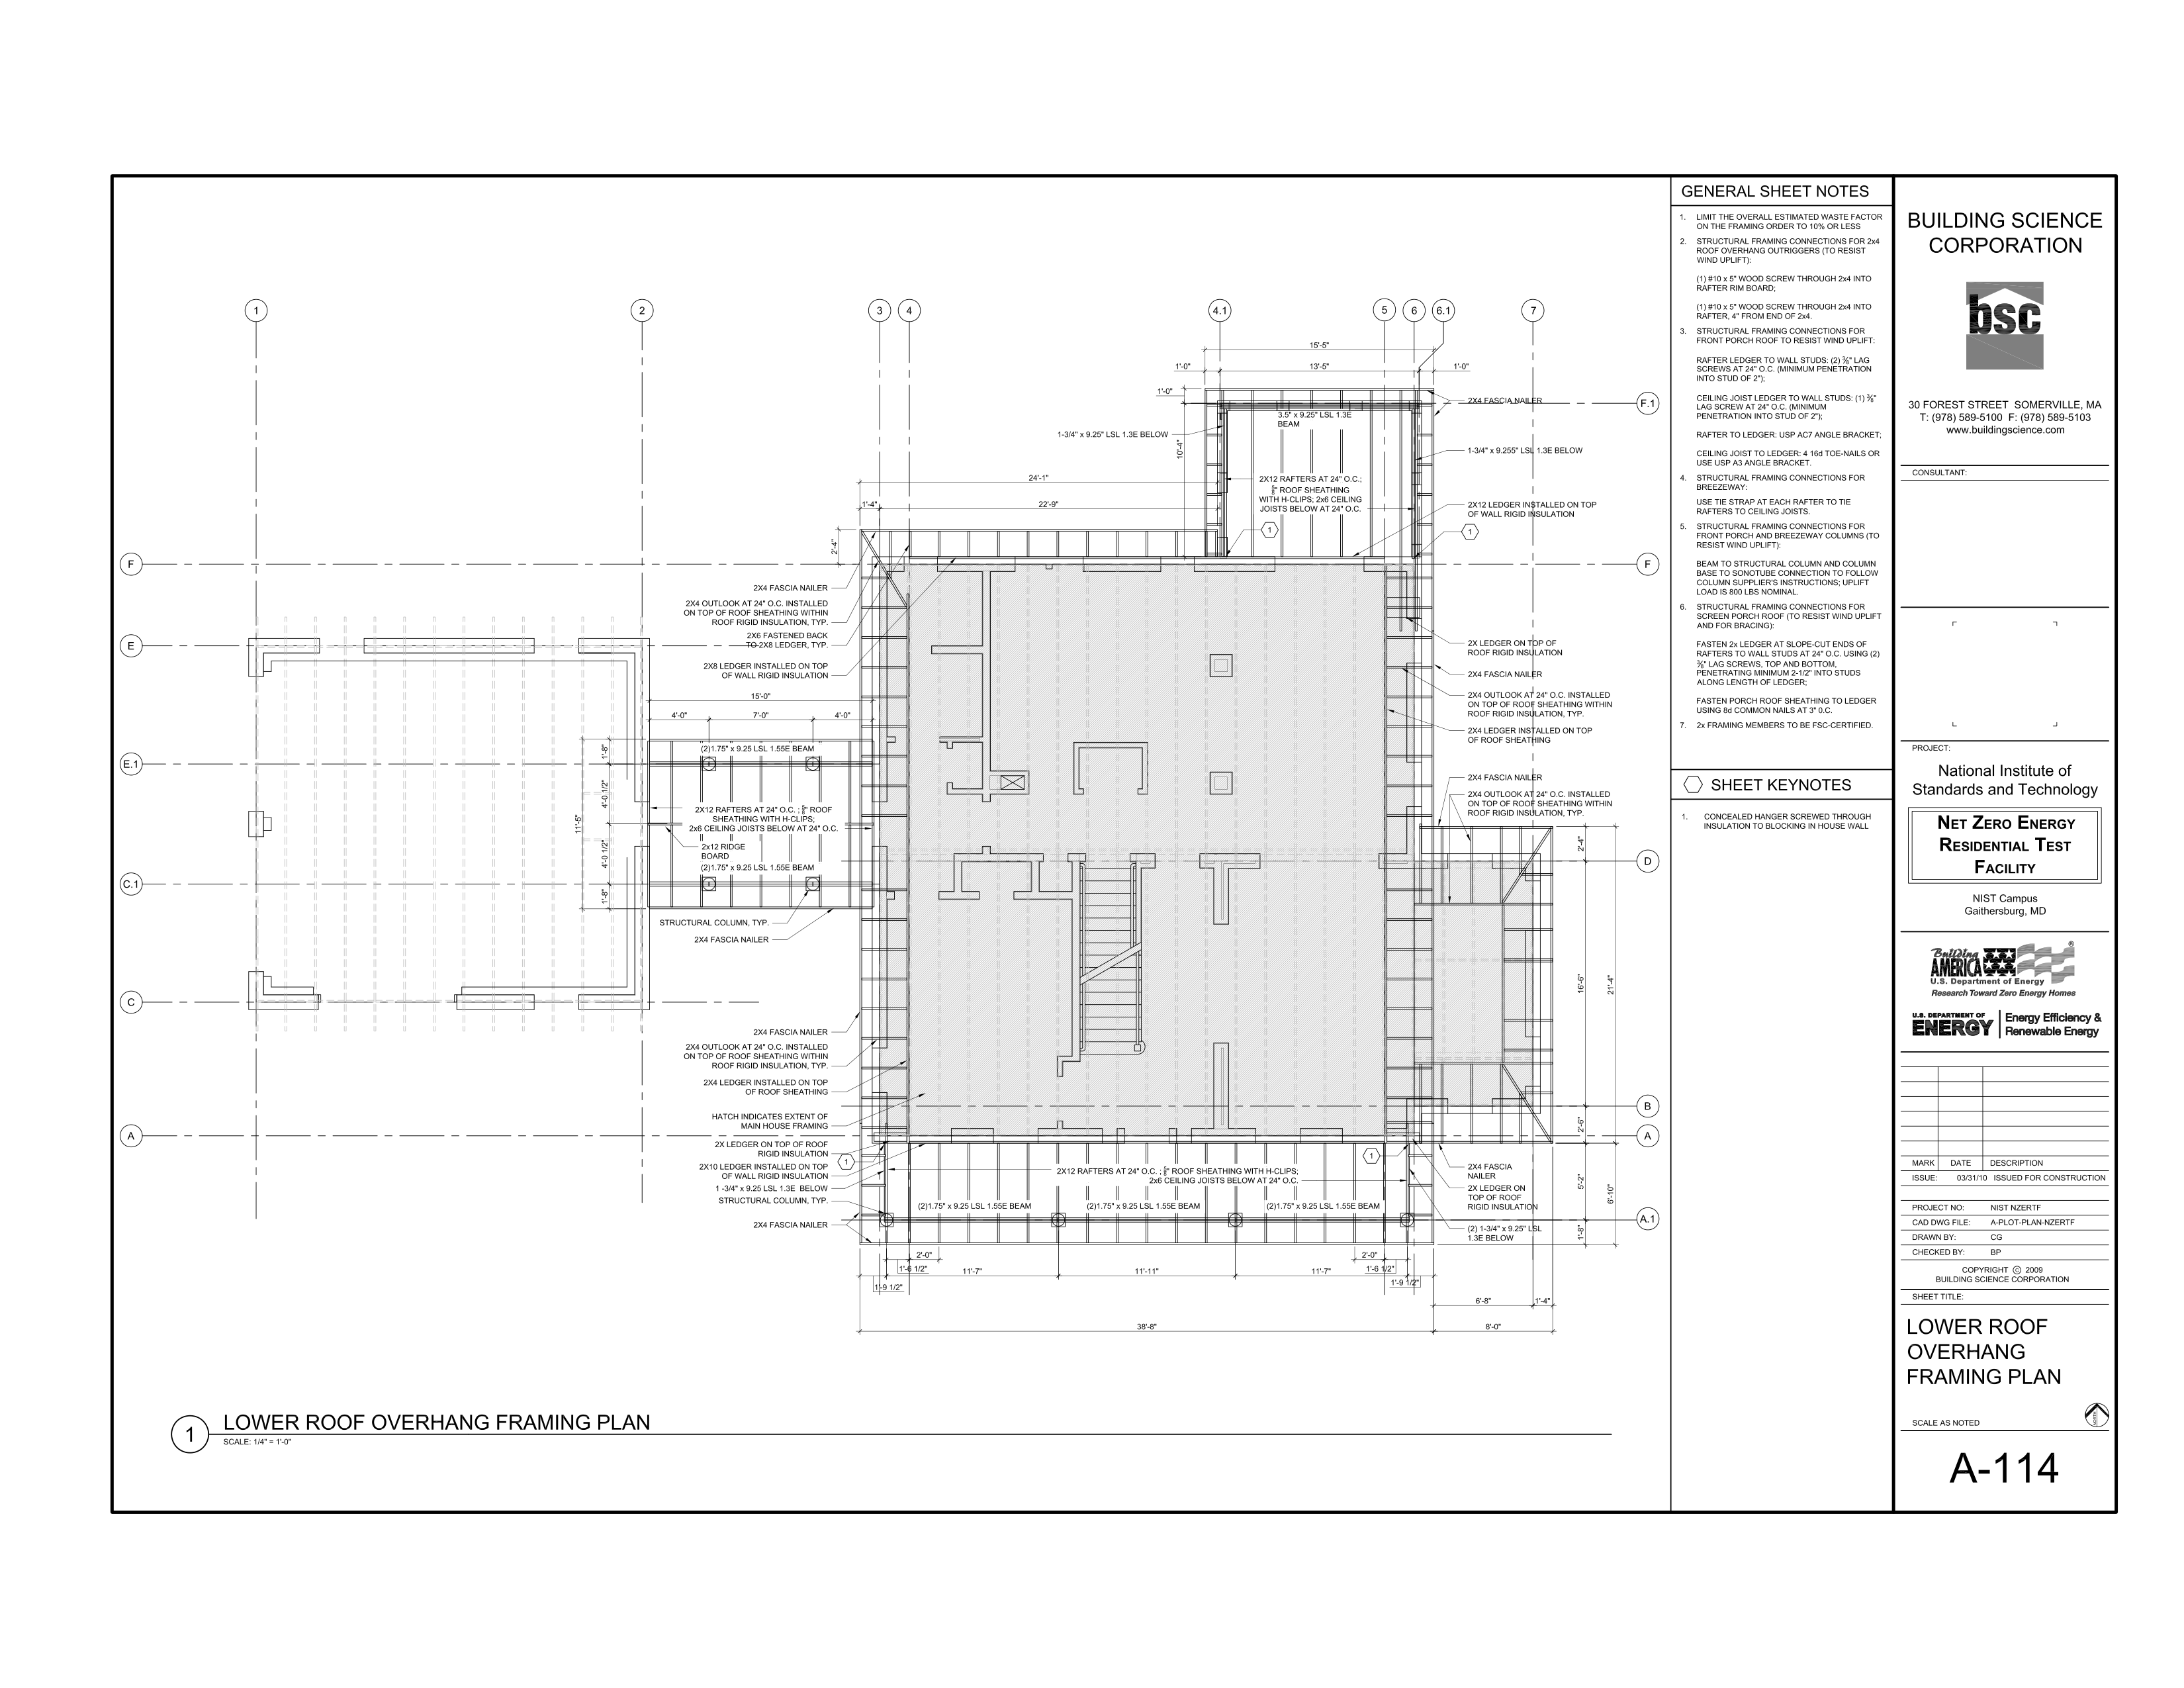 1
2
3
4
4.1
5
6
6.1
7
15'-5"
1'-0"
13'-5"
1'-0"
1'-0"
2X4 FASCIA NAILER
F.1
3.5" x 9.25" LSL 1.3E
BEAM
1-3/4" x 9.25" LSL 1.3E BELOW
10'-4"
1-3/4" x 9.255" LSL 1.3E BELOW
24'-1"
2X12 RAFTERS AT 24" O.C.;
" ROOF SHEATHING
WITH H-CLIPS; 2x6 CEILING
JOISTS BELOW AT 24" O.C.
1'-4"
22'-9"
2X12 LEDGER INSTALLED ON TOP
OF WALL RIGID INSULATION
1
1
2'-4"
F
F
2X4 FASCIA NAILER
2X4 OUTLOOK AT 24" O.C. INSTALLED
ON TOP OF ROOF SHEATHING WITHIN
ROOF RIGID INSULATION, TYP.
2X6 FASTENED BACK
TO 2X8 LEDGER, TYP.
2X8 LEDGER INSTALLED ON TOP
OF WALL RIGID INSULATION
E
2X LEDGER ON TOP OF
ROOF RIGID INSULATION
2X4 FASCIA NAILER
2X4 OUTLOOK AT 24" O.C. INSTALLED
ON TOP OF ROOF SHEATHING WITHIN
ROOF RIGID INSULATION, TYP.
2X4 LEDGER INSTALLED ON TOP
OF ROOF SHEATHING
15'-0"
4'-0"
7'-0"
4'-0"
1'-8"
(2)1.75" x 9.25 LSL 1.55E BEAM
E.1
4'-0 1/2"
11'-5"
2X12 RAFTERS AT 24" O.C. ; " ROOF
SHEATHING WITH H-CLIPS;
2x6 CEILING JOISTS BELOW AT 24" O.C.
2x12 RIDGE
BOARD
4'-0 1/2"
(2)1.75" x 9.25 LSL 1.55E BEAM
C.1
1'-8"
STRUCTURAL COLUMN, TYP.
2X4 FASCIA NAILER
2X4 FASCIA NAILER
2X4 OUTLOOK AT 24" O.C. INSTALLED
ON TOP OF ROOF SHEATHING WITHIN
ROOF RIGID INSULATION, TYP.
2'-4"
D
16'-6"
21'-4"
C
2X4 FASCIA NAILER
2X4 OUTLOOK AT 24" O.C. INSTALLED
ON TOP OF ROOF SHEATHING WITHIN
ROOF RIGID INSULATION, TYP.
2X4 LEDGER INSTALLED ON TOP
OF ROOF SHEATHING
HATCH INDICATES EXTENT OF
MAIN HOUSE FRAMING
B
2'-6"
A
A
2X LEDGER ON TOP OF ROOF
RIGID INSULATION
2X10 LEDGER INSTALLED ON TOP
OF WALL RIGID INSULATION
1 -3/4" x 9.25 LSL 1.3E BELOW
STRUCTURAL COLUMN, TYP.
2X4 FASCIA NAILER
1
1
2X12 RAFTERS AT 24" O.C. ; " ROOF SHEATHING WITH H-CLIPS;
2x6 CEILING JOISTS BELOW AT 24" O.C.
(2)1.75" x 9.25 LSL 1.55E BEAM
(2)1.75" x 9.25 LSL 1.55E BEAM
(2)1.75" x 9.25 LSL 1.55E BEAM
2X4 FASCIA
NAILER
2X LEDGER ON
TOP OF ROOF
RIGID INSULATION
(2) 1-3/4" x 9.25" LSL
1.3E BELOW
5'-2"
6'-10"
A.1
1'-8"
2'-0"
2'-0"
1'-6 1/2"
11'-7"
11'-11"
11'-7"
1'-6 1/2"
1'-9 1/2"
1'-9 1/2"
6'-8"
1'-4"
38'-8"
8'-0"
1
LOWER ROOF OVERHANG FRAMING PLAN
SCALE: 1/4" = 1'-0"
GENERAL SHEET NOTES
1. LIMIT THE OVERALL ESTIMATED WASTE FACTOR
ON THE FRAMING ORDER TO 10% OR LESS
2. STRUCTURAL FRAMING CONNECTIONS FOR 2x4
ROOF OVERHANG OUTRIGGERS (TO RESIST
WIND UPLIFT):
(1) #10 x 5" WOOD SCREW THROUGH 2x4 INTO
RAFTER RIM BOARD;
(1) #10 x 5" WOOD SCREW THROUGH 2x4 INTO
RAFTER, 4" FROM END OF 2x4.
3. STRUCTURAL FRAMING CONNECTIONS FOR
FRONT PORCH ROOF TO RESIST WIND UPLIFT:
RAFTER LEDGER TO WALL STUDS: (2) ⅜" LAG
SCREWS AT 24" O.C. (MINIMUM PENETRATION
INTO STUD OF 2");
CEILING JOIST LEDGER TO WALL STUDS: (1) ⅜"
LAG SCREW AT 24" O.C. (MINIMUM
PENETRATION INTO STUD OF 2");
RAFTER TO LEDGER: USP AC7 ANGLE BRACKET;
CEILING JOIST TO LEDGER: 4 16d TOE-NAILS OR
USE USP A3 ANGLE BRACKET.
4. STRUCTURAL FRAMING CONNECTIONS FOR
BREEZEWAY:
USE TIE STRAP AT EACH RAFTER TO TIE
RAFTERS TO CEILING JOISTS.
5. STRUCTURAL FRAMING CONNECTIONS FOR
FRONT PORCH AND BREEZEWAY COLUMNS (TO
RESIST WIND UPLIFT):
BEAM TO STRUCTURAL COLUMN AND COLUMN
BASE TO SONOTUBE CONNECTION TO FOLLOW
COLUMN SUPPLIER'S INSTRUCTIONS; UPLIFT
LOAD IS 800 LBS NOMINAL.
6. STRUCTURAL FRAMING CONNECTIONS FOR
SCREEN PORCH ROOF (TO RESIST WIND UPLIFT
AND FOR BRACING):
FASTEN 2x LEDGER AT SLOPE-CUT ENDS OF
RAFTERS TO WALL STUDS AT 24" O.C. USING (2)
⅜" LAG SCREWS, TOP AND BOTTOM,
PENETRATING MINIMUM 2-1/2" INTO STUDS
ALONG LENGTH OF LEDGER;
FASTEN PORCH ROOF SHEATHING TO LEDGER
USING 8d COMMON NAILS AT 3" 0.C.
7. 2x FRAMING MEMBERS TO BE FSC-CERTIFIED.
SHEET KEYNOTES
1. CONCEALED HANGER SCREWED THROUGH
INSULATION TO BLOCKING IN HOUSE WALL
BUILDING SCIENCE
CORPORATION
bsc
30 FOREST STREET SOMERVILLE, MA
T: (978) 589-5100 F: (978) 589-5103
www.buildingscience.com
CONSULTANT:
PROJECT:
National Institute of
Standards and Technology
NET ZERO ENERGY
RESIDENTIAL TEST
FACILITY
NIST Campus
Gaithersburg, MD
Building
AMERICA ®
U.S. Department of Energy
Research Toward Zero Energy Homes
U.S. DEPARTMENT OF
ENERGY
Energy Efficiency &
Renewable Energy
MARK DATE DESCRIPTION
ISSUE: 03/31/10 ISSUED FOR CONSTRUCTION
PROJECT NO: NIST NZERTF
CAD DWG FILE: A-PLOT-PLAN-NZERTF
DRAWN BY: CG
CHECKED BY: BP
COPYRIGHT © 2009
BUILDING SCIENCE CORPORATION
SHEET TITLE:
LOWER ROOF
OVERHANG
FRAMING PLAN
SCALE AS NOTED
NORTH
A-114